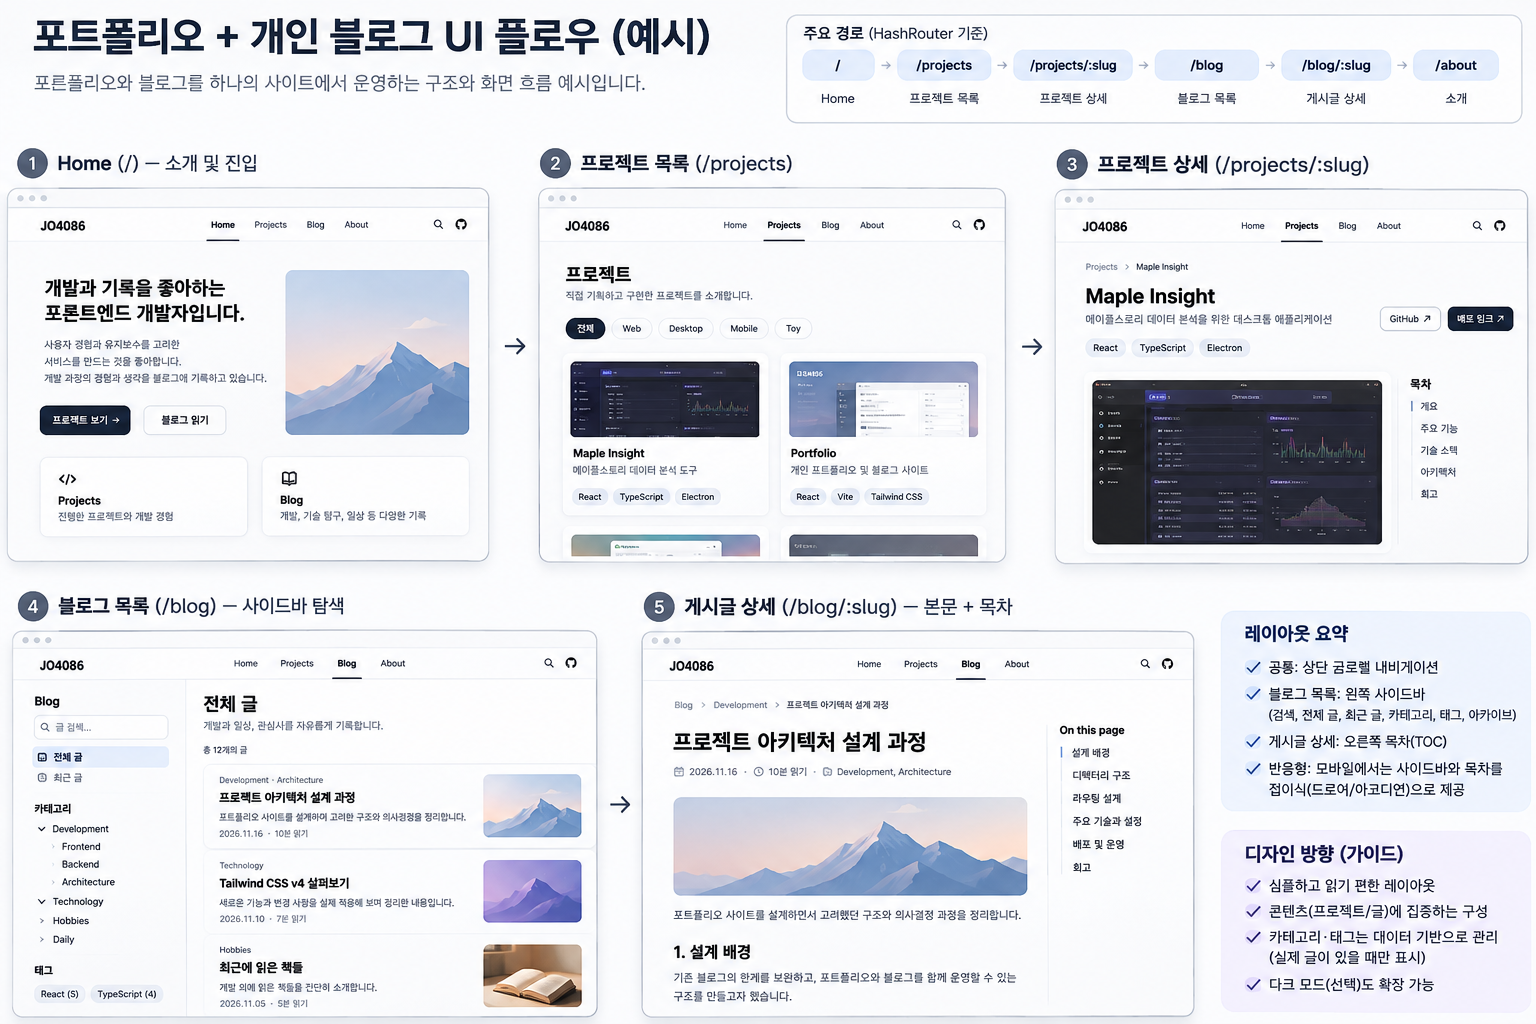 포트폴리오 + 개인 블로그 UI 플로우 (예시)
포트폴리오와 블로그를 하나의 사이트에서 운영하는 구조와 화면 흐름 예시입니다.
주요 경로 (HashRouter 기준)
/ → /projects → /projects/:slug → /blog → /blog/:slug → /about
Home 프로젝트 목록 프로젝트 상세 블로그 목록 게시글 상세 소개
1 Home (/) — 소개 및 진입
JO4086 Home Projects Blog About
개발과 기록을 좋아하는
포론트엔드 개발자입니다.
사용자 경험과 유지보수를 고려한
서비스를 만드는 것을 좋아합니다.
개발 과정의 경험과 생각을 블로그에 기록하고 있습니다.
프로젝트 보기 → 블로그 읽기
</> Projects
진행한 프로젝트와 개발 경험
Blog
개발, 기술 탐구, 일상 등 다양한 기록
2 프로젝트 목록 (/projects)
JO4086 Home Projects Blog About
프로젝트
직접 기획하고 구현한 프로젝트를 소개합니다.
전체 Web Desktop Mobile Toy
Maple Insight
메이플스토리 데이터 분석 도구
React TypeScript Electron
Portfolio
개인 포트폴리오 및 블로그 사이트
React Vite Tailwind CSS
3 프로젝트 상세 (/projects/:slug)
JO4086 Home Projects Blog About
Projects > Maple Insight
Maple Insight
메이플스토리 데이터 분석을 위한 데스크톱 애플리케이션
GitHub ↗ 배포 링크 ↗
React TypeScript Electron
목차
개요
주요 기능
기술 소텍
아키텍처
회고
4 블로그 목록 (/blog) — 사이드바 탐색
JO4086 Home Projects Blog About
Blog
글 검색...
전체 글
최근 글
카테고리
Development
Frontend
Backend
Architecture
Technology
Hobbies
Daily
태그
React (5) TypeScript (4)
전체 글
개발과 일상, 관심사를 자유롭게 기록합니다.
총 12개의 글
Development · Architecture
프로젝트 아키텍처 설계 과정
포트폴리오 사이트를 설계하며 고려한 구조와 의사결정을 정리합니다.
2026.11.16 · 10분 읽기
Technology
Tailwind CSS v4 살펴보기
새로운 기능과 변경 사항을 실제 적용해 보며 정리한 내용입니다.
2026.11.10 · 7분 읽기
Hobbies
최근에 읽은 책들
개발 외에 읽은 책들을 간단히 소개합니다.
2026.11.05 · 5분 읽기
5 게시글 상세 (/blog/:slug) — 본문 + 목차
JO4086 Home Projects Blog About
Blog > Development > 프로젝트 아키텍처 설계 과정
프로젝트 아키텍처 설계 과정
2026.11.16 · 10분 읽기 · Development, Architecture
포트폴리오 사이트를 설계하면서 고려했던 구조와 의사결정 과정을 정리합니다.
1. 설계 배경
기존 블로그의 한계를 보완하고, 포트폴리오와 블로그를 함께 운영할 수 있는
구조를 만들고자 했습니다.
On this page
설계 배경
디텍터리 구조
라우팅 설계
주요 기술과 설정
배포 및 운영
회고
레이아웃 요약
공통: 상단 글로벌 내비게이션
블로그 목록: 왼쪽 사이드바
(검색, 전체 글, 최근 글, 카테고리, 태그, 아카이브)
게시글 상세: 오른쪽 목차(TOC)
반응형: 모바일에서는 사이드바와 목차를
접이식(드로어/아코디언)으로 제공
디자인 방향 (가이드)
심플하고 읽기 편한 레이아웃
콘텐츠(프로젝트/글)에 집중하는 구성
카테고리·태그는 데이터 기반으로 관리
(실제 글이 있을 때만 표시)
다크 모드(선택)도 확장 가능